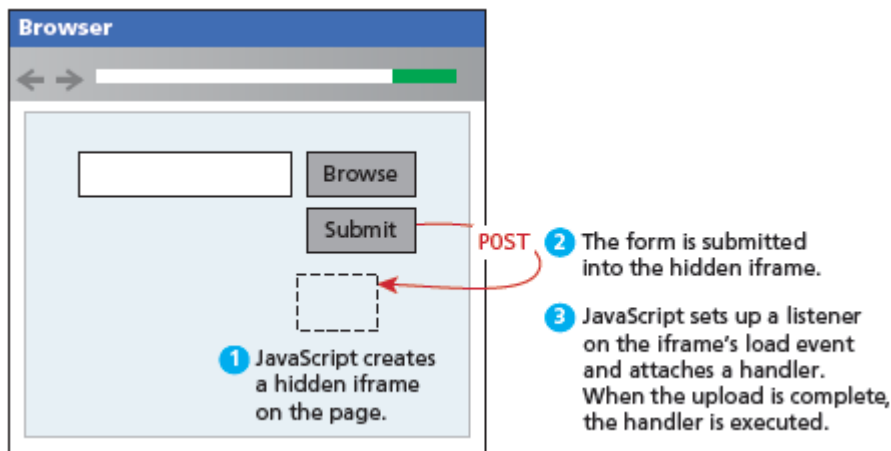 Browser
Browse
Submit
POST
1 JavaScript creates
a hidden iframe
on the page.
2 The form is submitted
into the hidden iframe.
3 JavaScript sets up a listener
on the iframe's load event
and attaches a handler.
When the upload is complete,
the handler is executed.